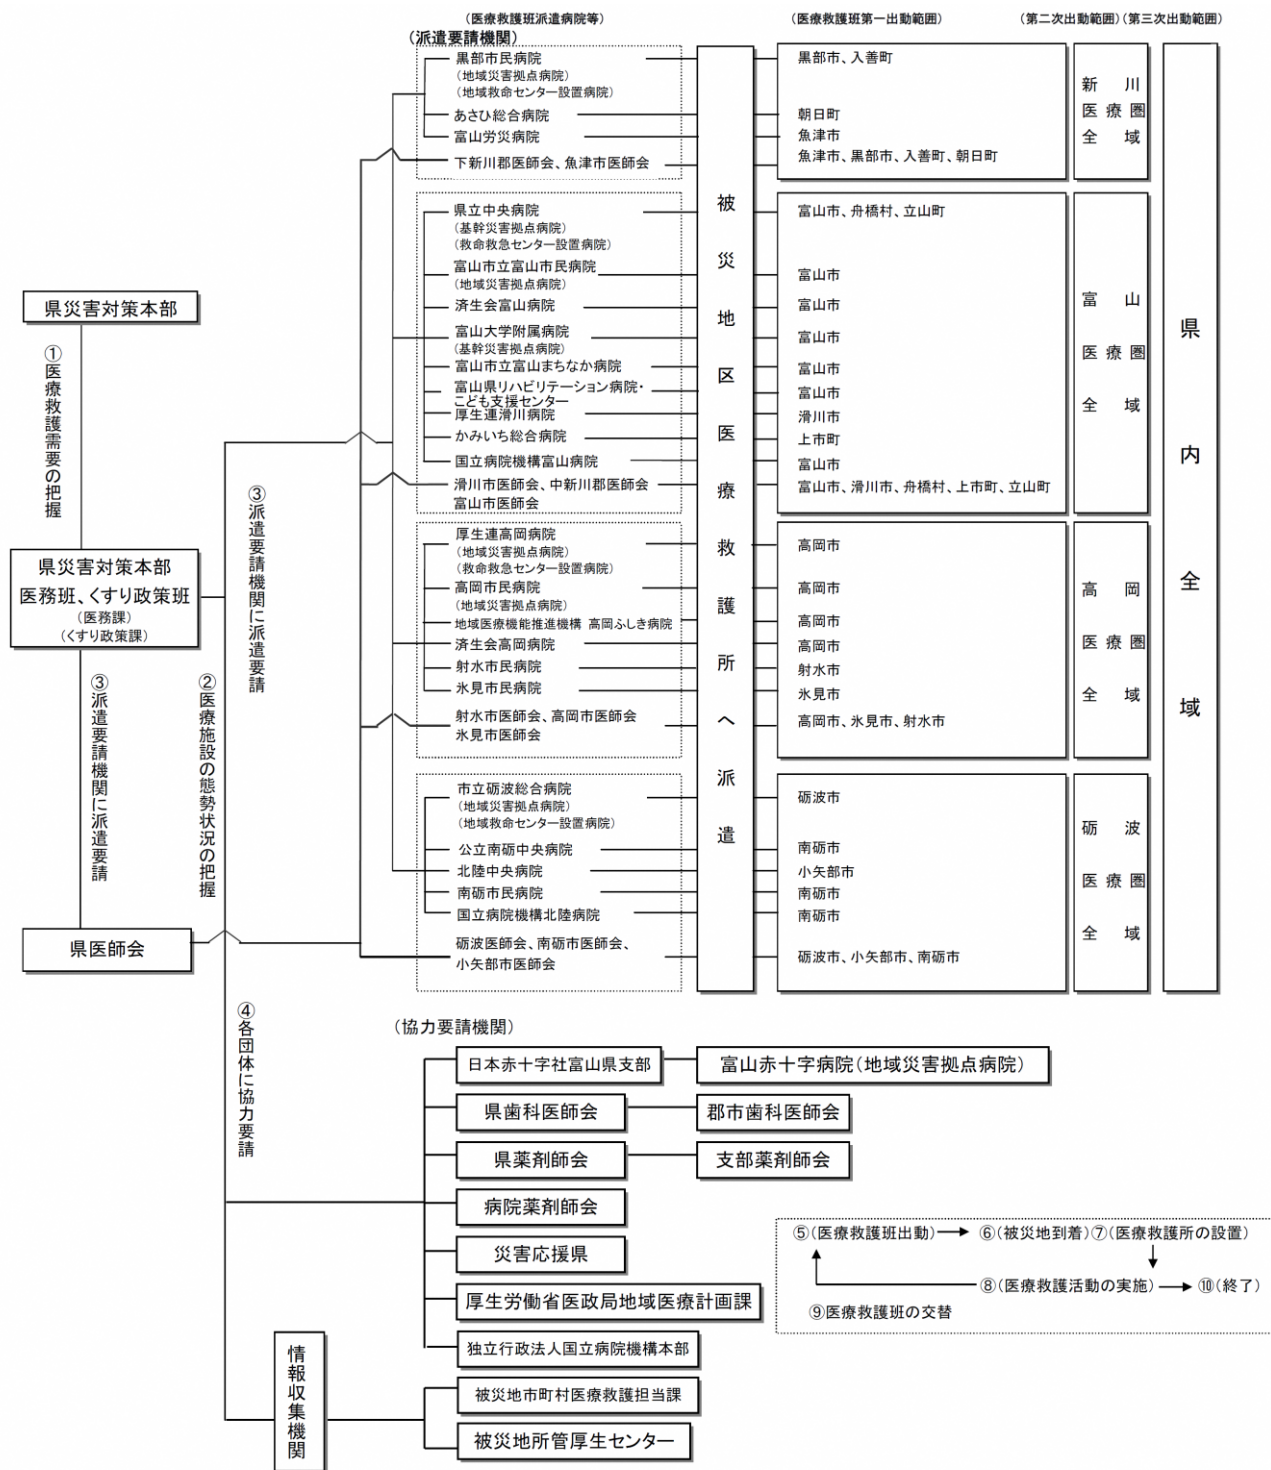 (医療救護班派遣病院等)
(医療救護班第一出動範囲)
(第二次出動範囲)
(第三次出動範囲)
(派遣要請機関)
黒部市民病院
(地域災害拠点病院)
(地域救命センター設置病院)
あさひ総合病院
富山労災病院
下新川郡医師会、魚津市医師会
県立中央病院
(基幹災害拠点病院)
(救命救急センター設置病院)
富山市立富山市民病院
(地域災害拠点病院)
済生会富山病院
富山大学附属病院
(基幹災害拠点病院)
富山市立富山まちなか病院
富山県リハビリテーション病院・
こども支援センター
厚生連滑川病院
かみいち総合病院
国立病院機構富山病院
滑川市医師会、中新川郡医師会
富山市医師会
厚生連高岡病院
(地域災害拠点病院)
(救命救急センター設置病院)
高岡市民病院
(地域災害拠点病院)
地域医療機能推進機構 高岡ふしき病院
済生会高岡病院
射水市民病院
氷見市民病院
射水市医師会、高岡市医師会
氷見市医師会
市立砺波総合病院
(地域災害拠点病院)
(地域救命センター設置病院)
公立南砺中央病院
北陸中央病院
南砺市民病院
国立病院機構北陸病院
砺波医師会、南砺市医師会、
小矢部市医師会
被災地区医療救護所へ派遣
黒部市、入善町
朝日町
魚津市
魚津市、黒部市、入善町、朝日町
富山市、舟橋村、立山町
富山市
富山市
富山市
富山市
富山市
滑川市
上市町
富山市
富山市、滑川市、舟橋村、上市町、立山町
高岡市
高岡市
高岡市
高岡市
射水市
氷見市
高岡市、氷見市、射水市
砺波市
南砺市
小矢部市
南砺市
南砺市
砺波市、小矢部市、南砺市
新川
医療圏
全域
富山
医療圏
全域
高岡
医療圏
全域
砺波
医療圏
全域
県内全域
県災害対策本部
①医療救護需要の把握
県災害対策本部
医務班、くすり政策班
(医務課)
(くすり政策課)
③派遣要請機関に派遣要請
県医師会
②医療施設の態勢状況の把握
③派遣要請機関に派遣要請
④各団体に協力要請
(協力要請機関)
日本赤十字社富山県支部
富山赤十字病院(地域災害拠点病院)
県歯科医師会
郡市歯科医師会
県薬剤師会
支部薬剤師会
病院薬剤師会
災害応援県
厚生労働省医政局地域医療計画課
独立行政法人国立病院機構本部
情報収集機関
被災地市町村医療救護担当課
被災地所管厚生センター
⑤(医療救護班出動)
⑥(被災地到着)⑦(医療救護所の設置)
⑧(医療救護活動の実施)
⑩(終了)
⑨医療救護班の交替